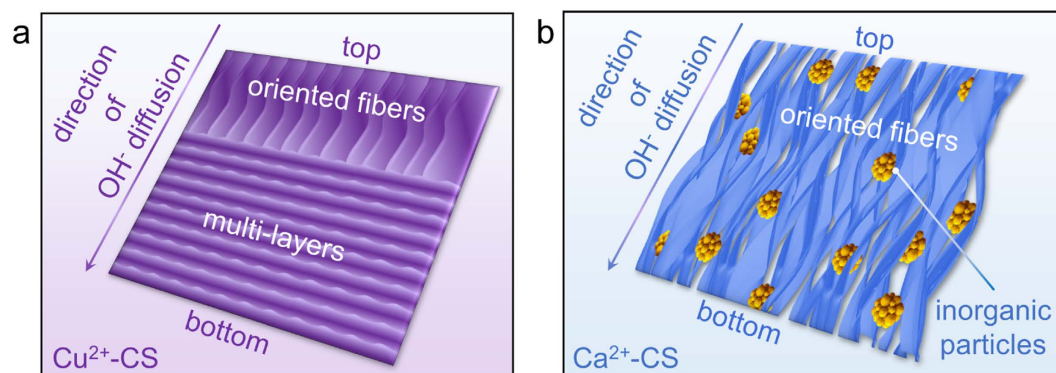 a
top
direction
of
OH⁻ diffusion
oriented fibers
multi-layers
bottom
Cu²⁺-CS
b
top
direction
of
OH⁻ diffusion
oriented fibers
inorganic
particles
bottom
Ca²⁺-CS